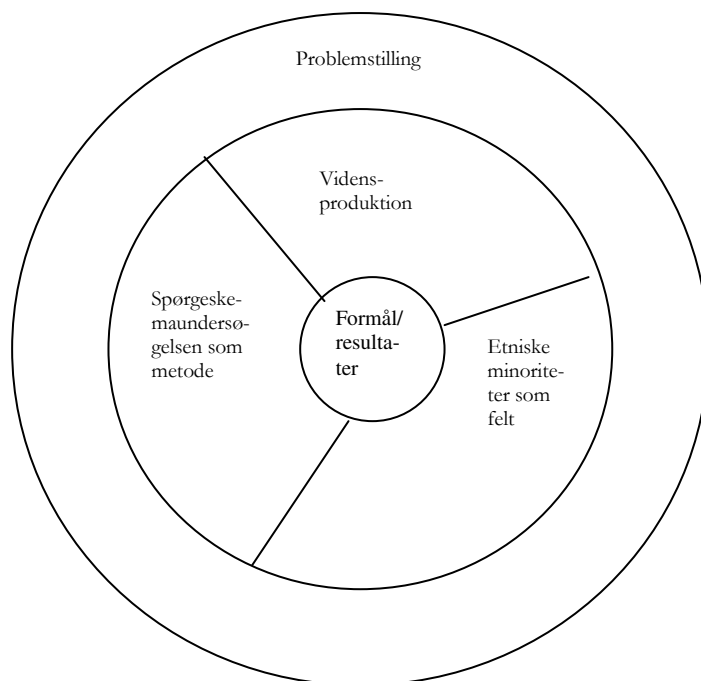 Problemstilling
Videns-
produktion
Spørgeske-
maundersø-
gelsen som
metode
Formål/
resulta-
ter
Etniske
minorite-
ter som
felt